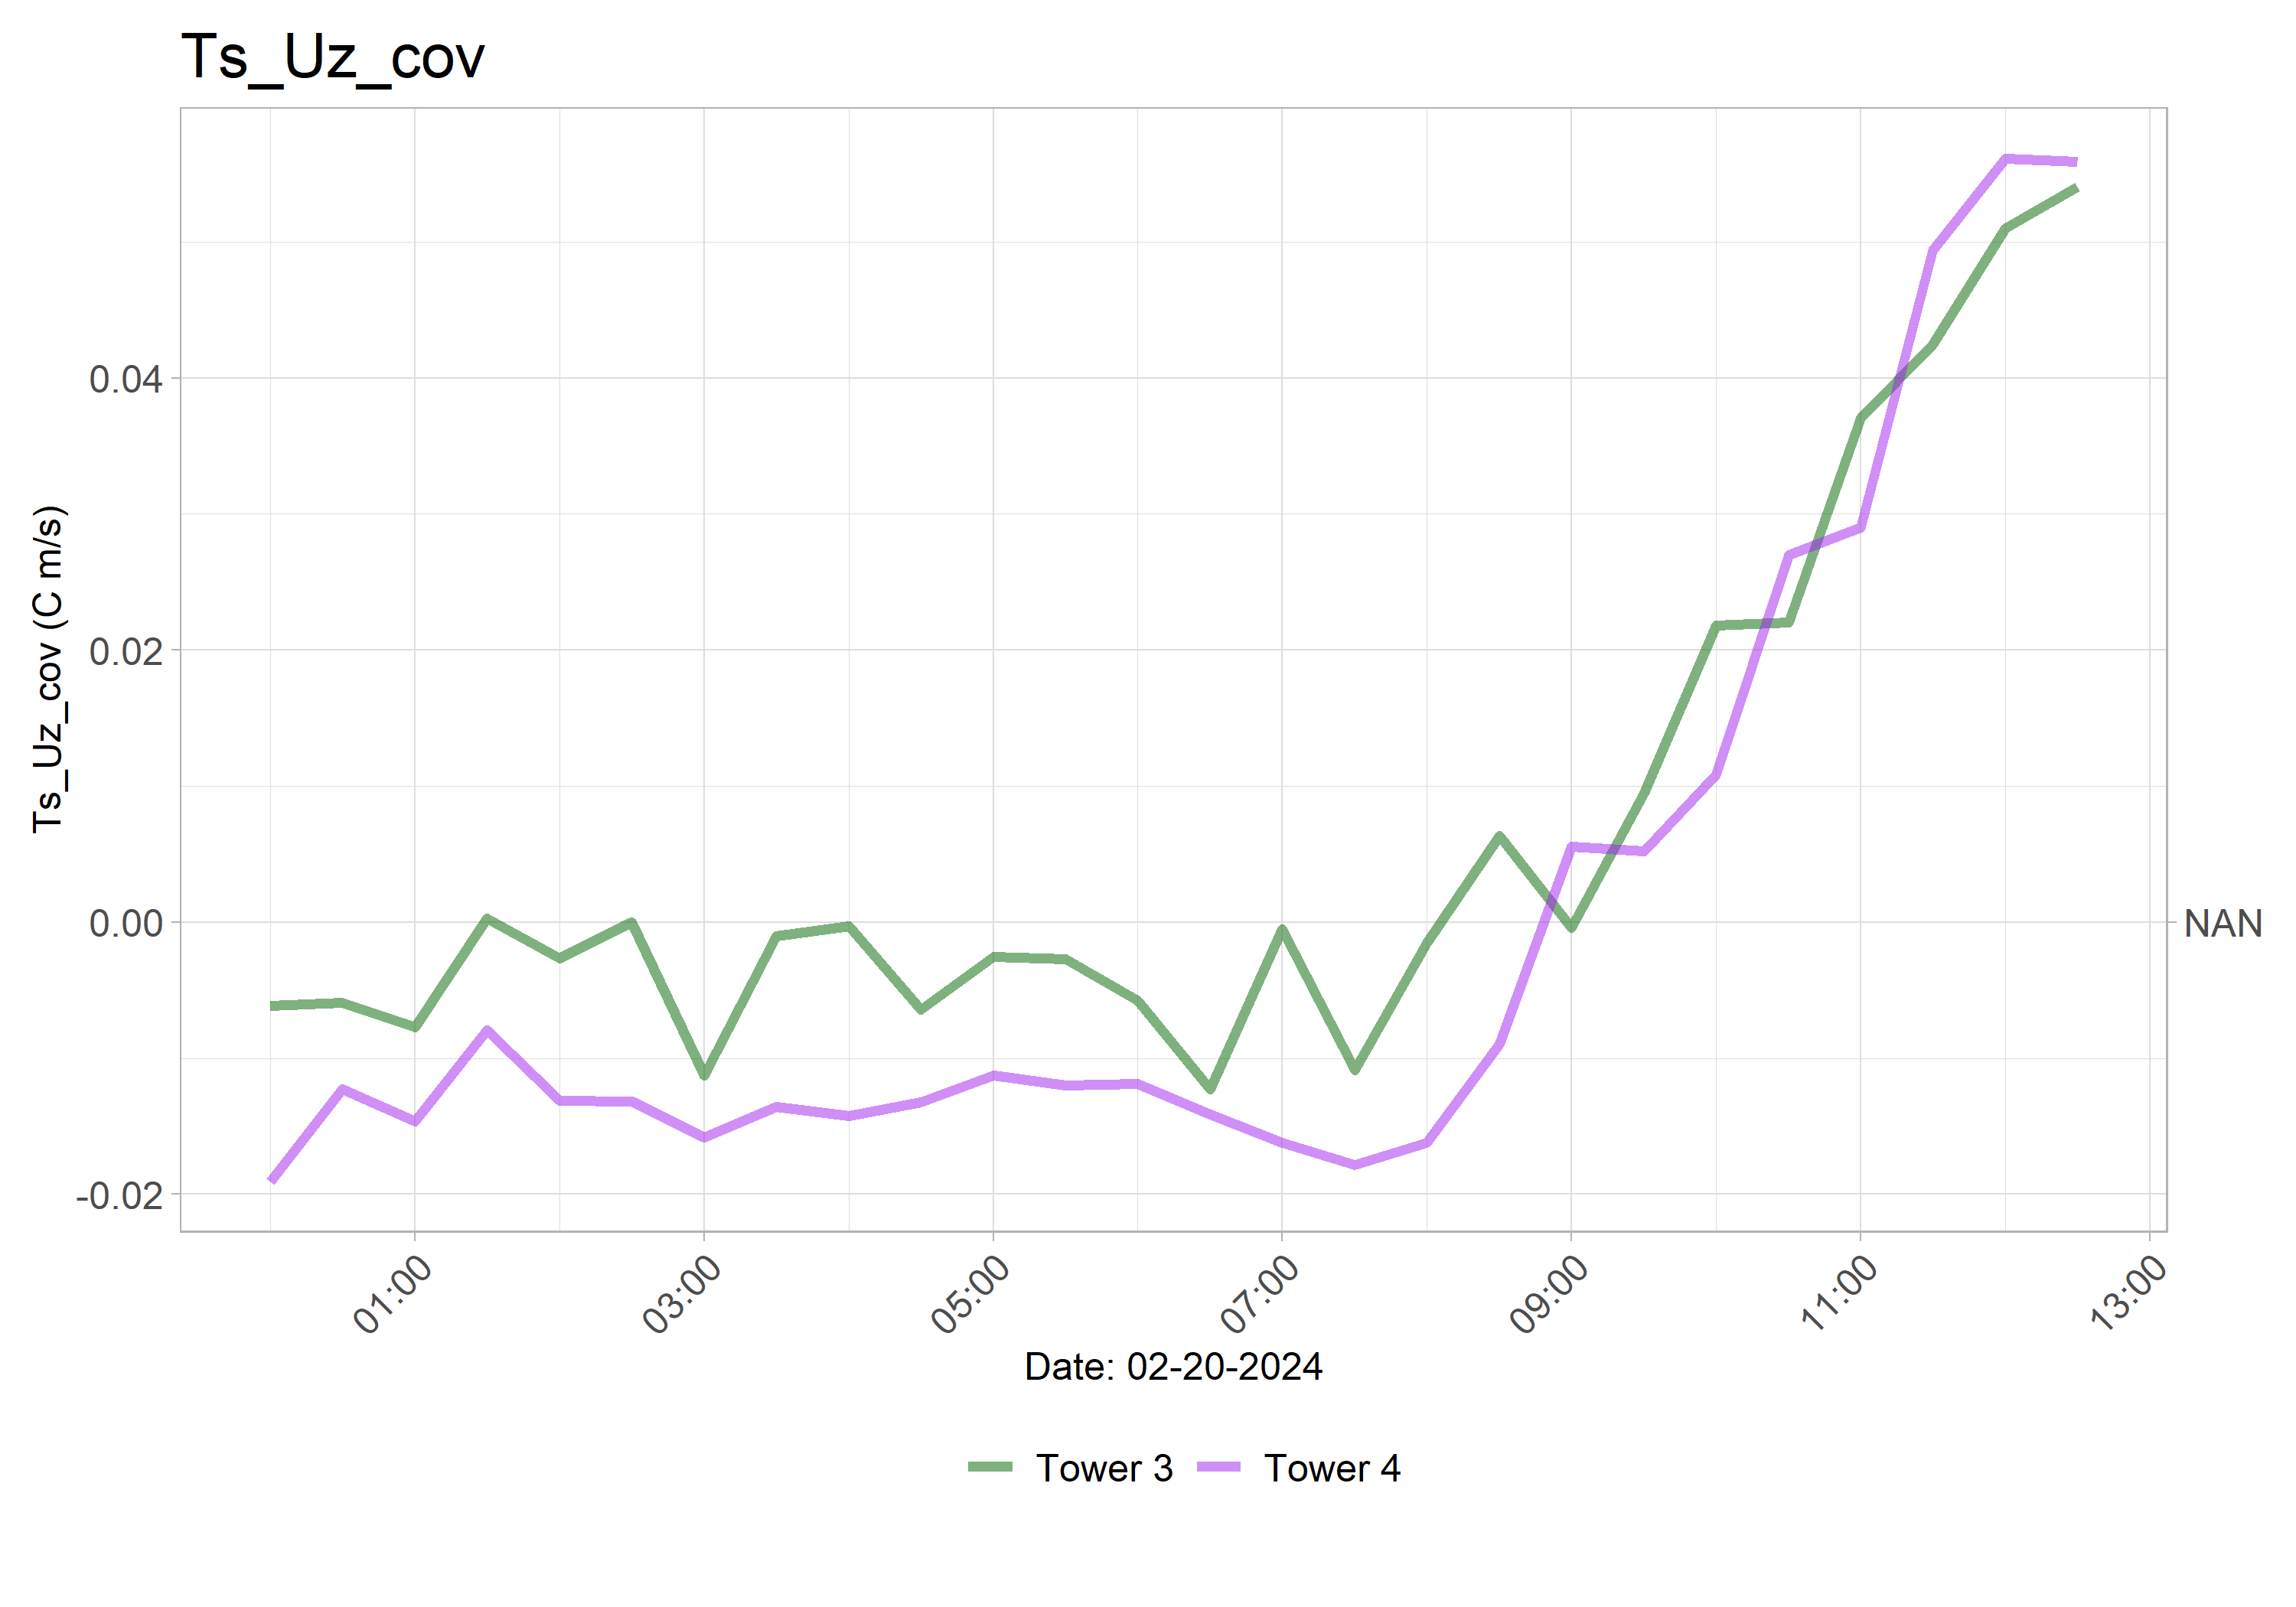 Ts_Uz_cov
Ts_Uz_cov (C m/s)
0.04
0.02
0.00
-0.02
NAN
01:00
03:00
05:00
07:00
09:00
11:00
13:00
Date: 02-20-2024
Tower 3
Tower 4